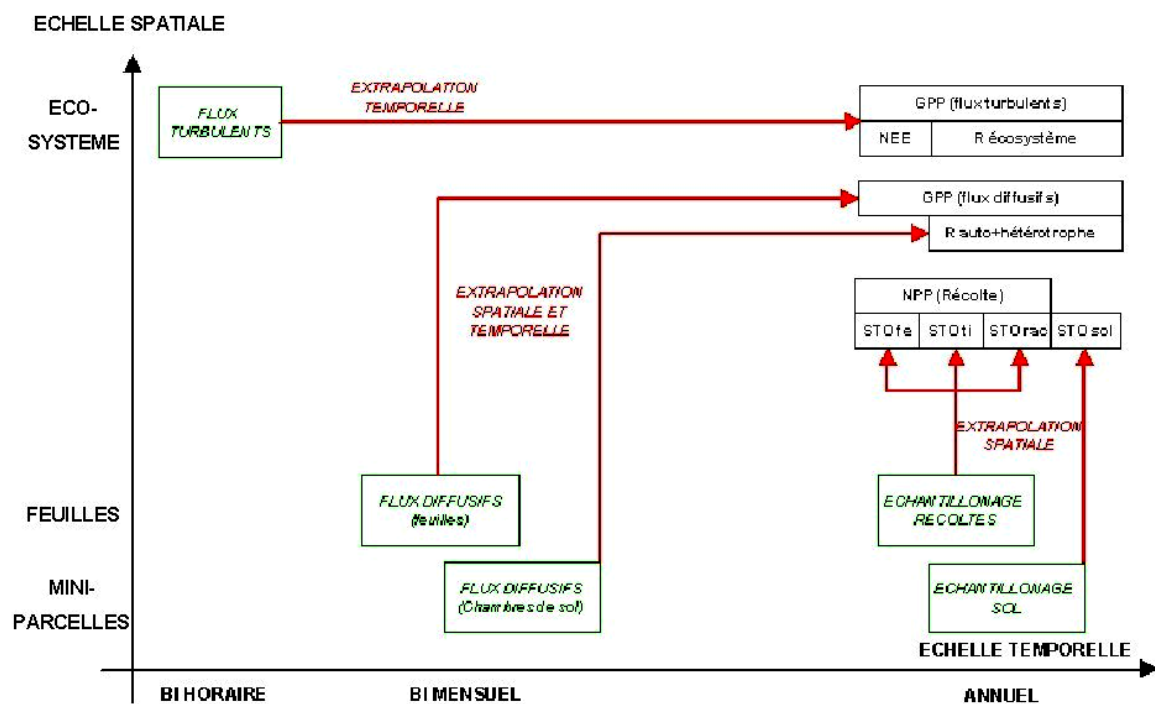 ECHELLE SPATIALE
ECO-
SYSTEME
FLUX
TURBULENTS
EXTRAPOLATION
TEMPORELLE
GPP (flux turbulents)
NEE
R écosystème
GPP (flux diffusifs)
R auto+hétérotrophe
EXTRAPOLATION
SPATIALE ET
TEMPORELLE
NPP (Récolte)
STOfe
STOti
STOrac
STOsol
EXTRAPOLATION
SPATIALE
FEUILLES
FLUX DIFFUSIFS
(feuilles)
ECHANTILLONAGE
RECOLTES
MINI-
PARCELLES
FLUX DIFFUSIFS
(Chambres de sol)
ECHANTILLONAGE
SOL
ECHELLE TEMPORELLE
BIHORAIRE
BIMENSUEL
ANNUEL